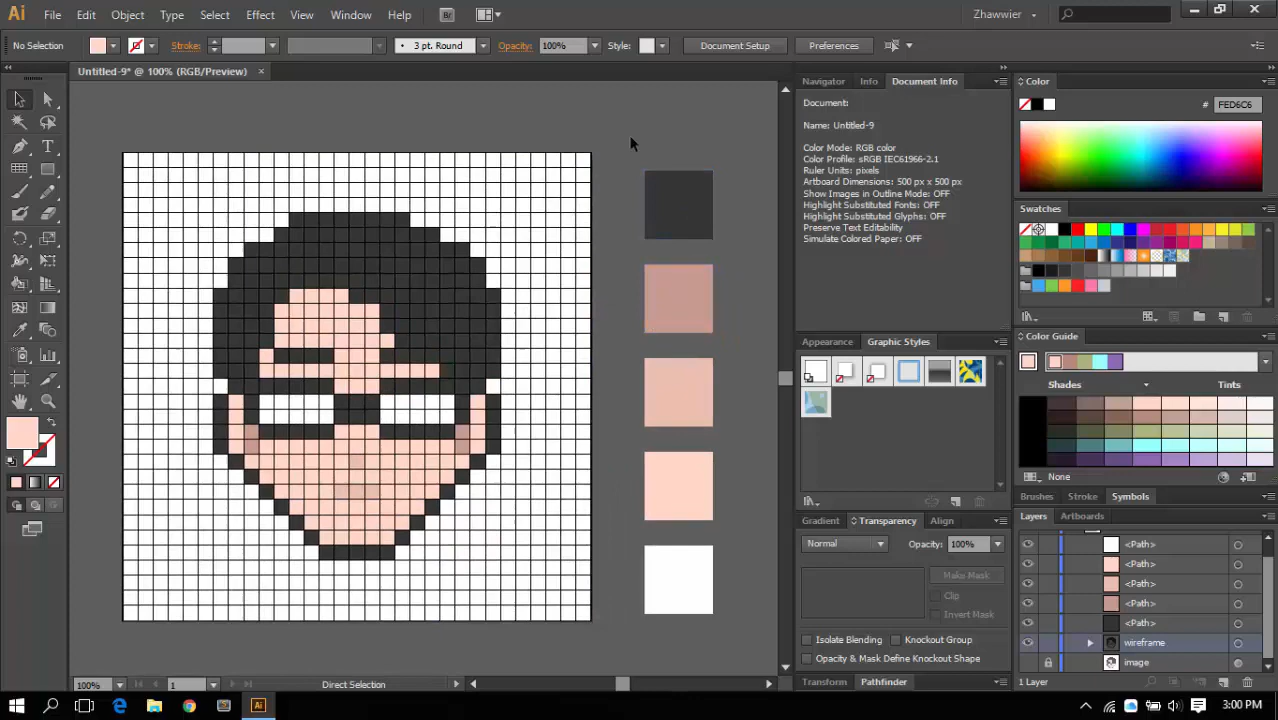 Ai File Edit Object Type Select Effect View Window Help Br Zhawwier
No Selection Stroke: 3 pt. Round Opacity: 100% Style: Document Setup Preferences
Untitled-9* @ 100% (RGB/Preview)
Navigator Info Document Info
Document:
Name: Untitled-9
Color Mode: RGB color
Color Profile: sRGB IEC61966-2.1
Ruler Units: pixels
Artboard Dimensions: 500 px x 500 px
Show Images in Outline Mode: OFF
Highlight Substituted Fonts: OFF
Highlight Substituted Glyphs: OFF
Preserve Text Editability
Simulate Colored Paper: OFF
Appearance Graphic Styles
Gradient Transparency Align
Normal Opacity: 100%
Make Mask
Clip
Invert Mask
Isolate Blending Knockout Group
Opacity & Mask Define Knockout Shape
Transform Pathfinder
Color
# FED6C6
Swatches
Color Guide
Shades Tints
None
Brushes Stroke Symbols
Layers Artboards
<Path>
<Path>
<Path>
<Path>
<Path>
wireframe
image
1 Layer
100% 1 Direct Selection
3:00 PM